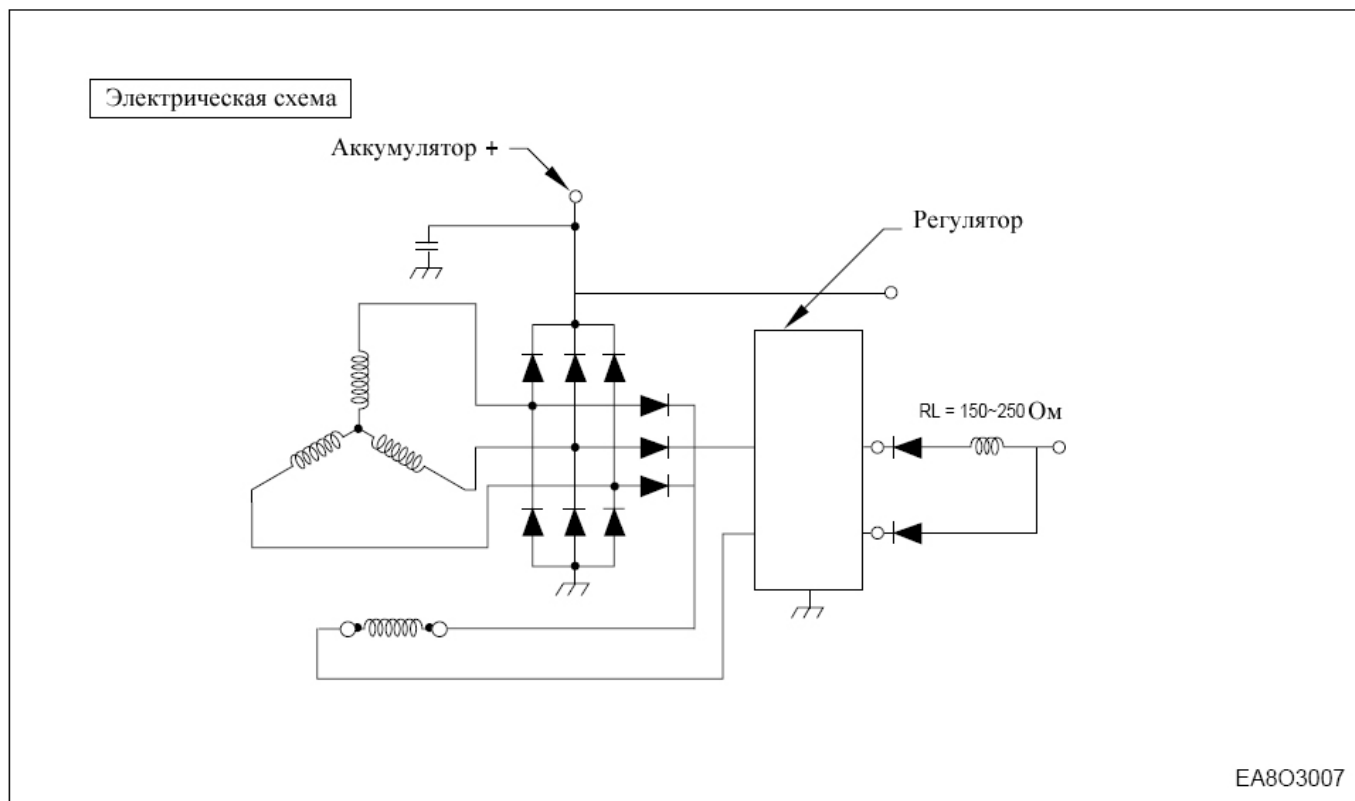 Электрическая схема
Аккумулятор +
Регулятор
RL = 150~250 Ом
EA8O3007